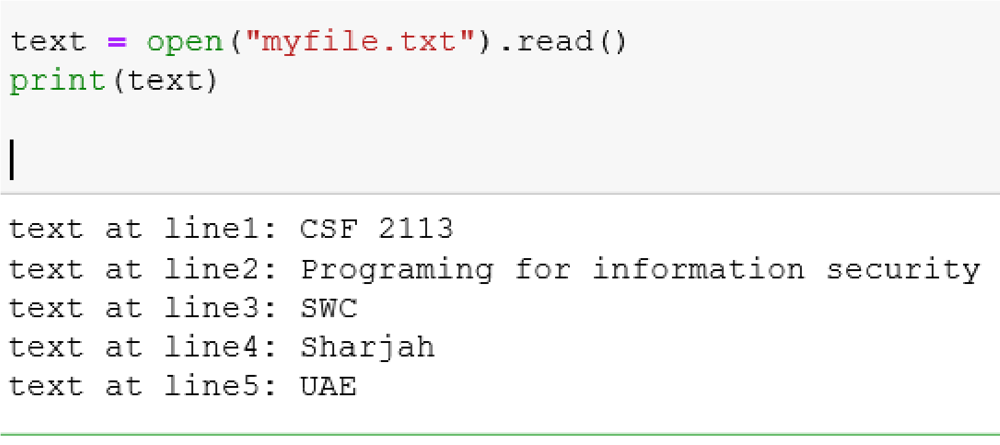 text = open("myfile.txt").read()
print(text)
text at line1: CSF 2113
text at line2: Programing for information security
text at line3: SWC
text at line4: Sharjah
text at line5: UAE